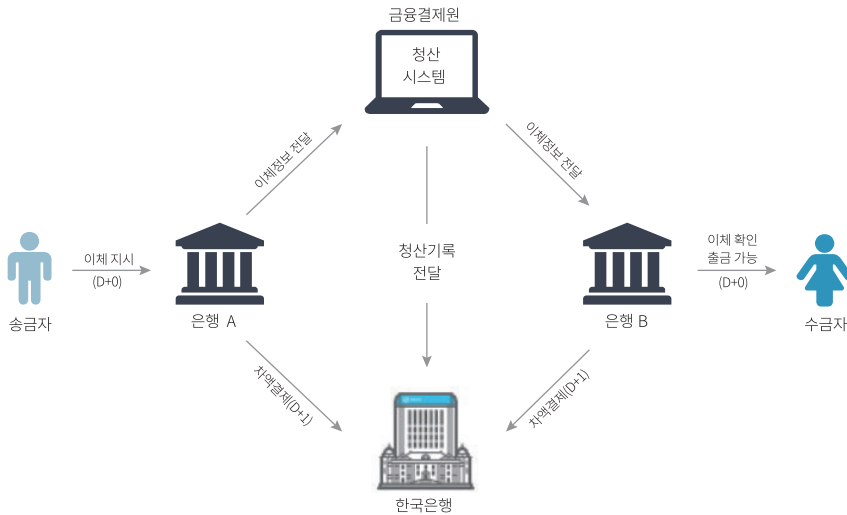 금융결제원
청산
시스템
이체정보 전달
이체정보 전달
이체 지시
(D+0)
청산기록
전달
이체 확인
출금 가능
(D+0)
송금자
은행 A
은행 B
수금자
차액결제(D+1)
차액결제(D+1)
한국은행